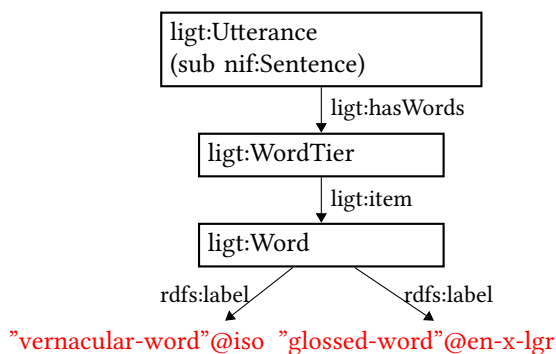 ligt:Utterance
(sub nif:Sentence)
ligt:hasWords
ligt:WordTier
ligt:item
ligt:Word
rdfs:label rdfs:label
”vernacular-word”@iso ”glossed-word”@en-x-lgr